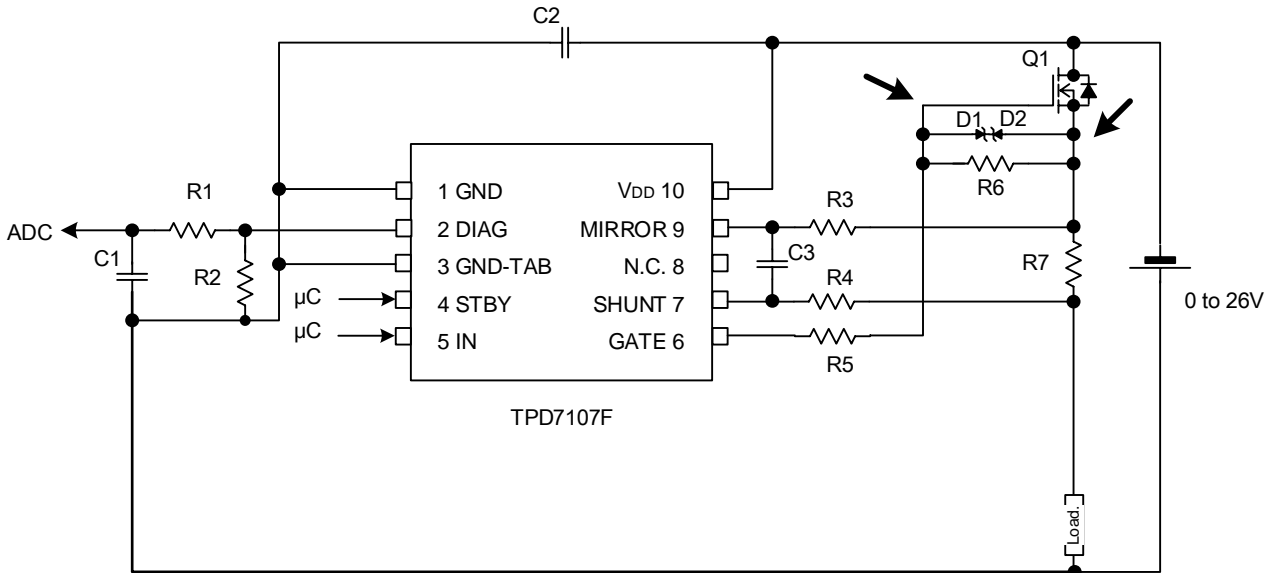 C2
Q1
D1 D2
R6
R1
ADC
C1
R2
µC
µC
1 GND
2 DIAG
3 GND-TAB
4 STBY
5 IN
VDD 10
MIRROR 9
N.C. 8
SHUNT 7
GATE 6
R3
C3
R4
R5
R7
0 to 26V
TPD7107F
Load.